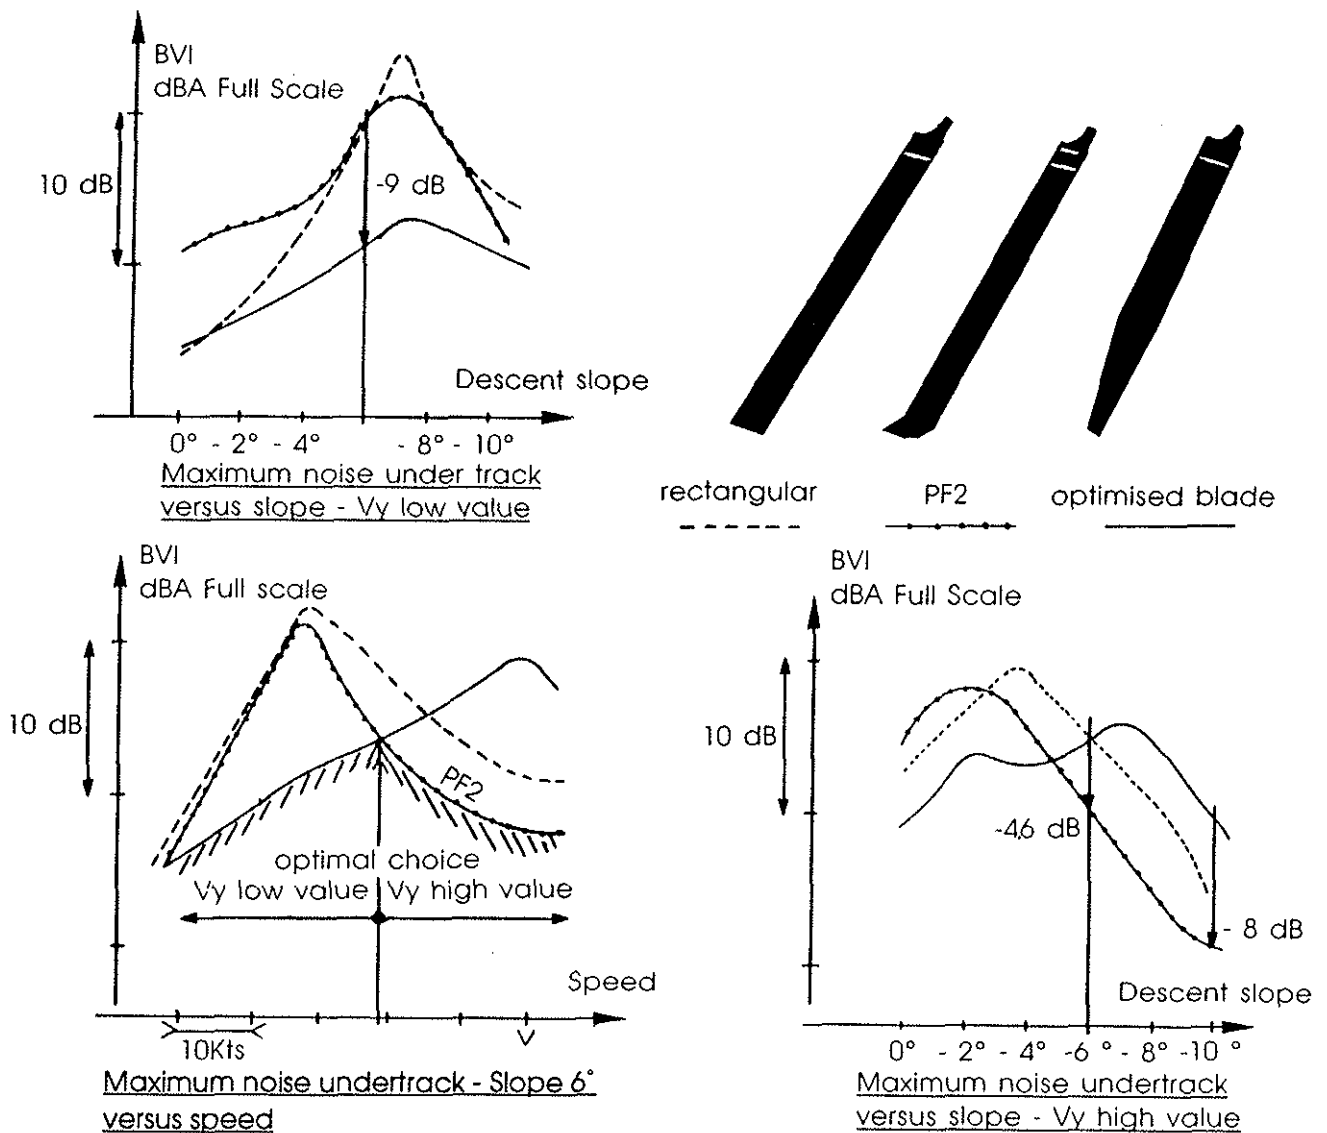 BVI
dBA Full Scale
10 dB
-9 dB
Descent slope
0° - 2° - 4° - 8° - 10°
Maximum noise under track
versus slope - Vy low value
rectangular PF2 optimised blade
BVI
dBA Full scale
10 dB
PF2
optimal choice
Vy low value Vy high value
Speed
10Kts
V
Maximum noise undertrack - Slope 6°
versus speed
BVI
dBA Full Scale
10 dB
-4,6 dB
- 8 dB
Descent slope
0° - 2° - 4° -6° - 8° -10 °
Maximum noise undertrack
versus slope - Vy high value